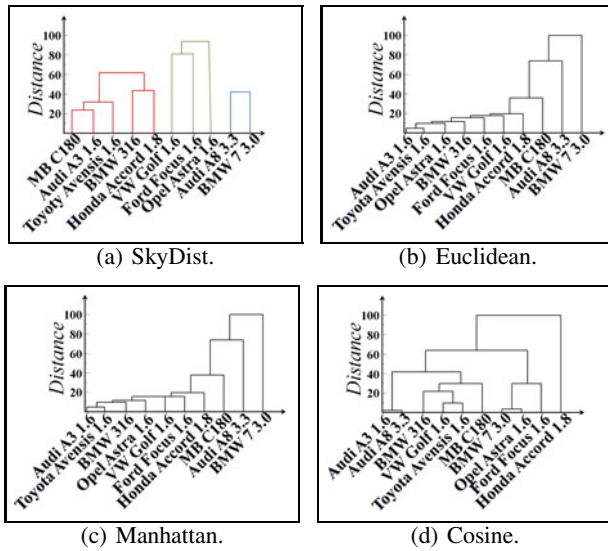 Distance
100
80
60
40
20
MB C180
Audi A3 1.6
Toyoty Avensis 1.6
BMW 316
Honda Accord 1.8
VW Golf 1.6
Ford Focus 1.6
Opel Astra 1.6
Audi A8 3.3
BMW 7 3.0
(a) SkyDist.
Distance
100
80
60
40
20
Audi A3 1.6
Toyota Avensis 1.6
Opel Astra 1.6
BMW 316
Ford Focus 1.6
VW Golf 1.6
Honda Accord 1.8
MB C180
Audi A8 3.3
BMW 7 3.0
(b) Euclidean.
Distance
100
80
60
40
20
Audi A3 1.6
Toyota Avensis 1.6
BMW 316
Opel Astra 1.6
VW Golf 1.6
Ford Focus 1.6
Honda Accord 1.8
MB C180
Audi A8 3.3
BMW 7 3.0
(c) Manhattan.
Distance
100
80
60
40
20
Audi A3 1.6
Audi A8 3.3
BMW 316
VW Golf 1.6
Toyota Avensis 1.6
MB C180
BMW 7 3.0
Opel Astra 1.6
Ford Focus 1.6
Honda Accord 1.8
(d) Cosine.